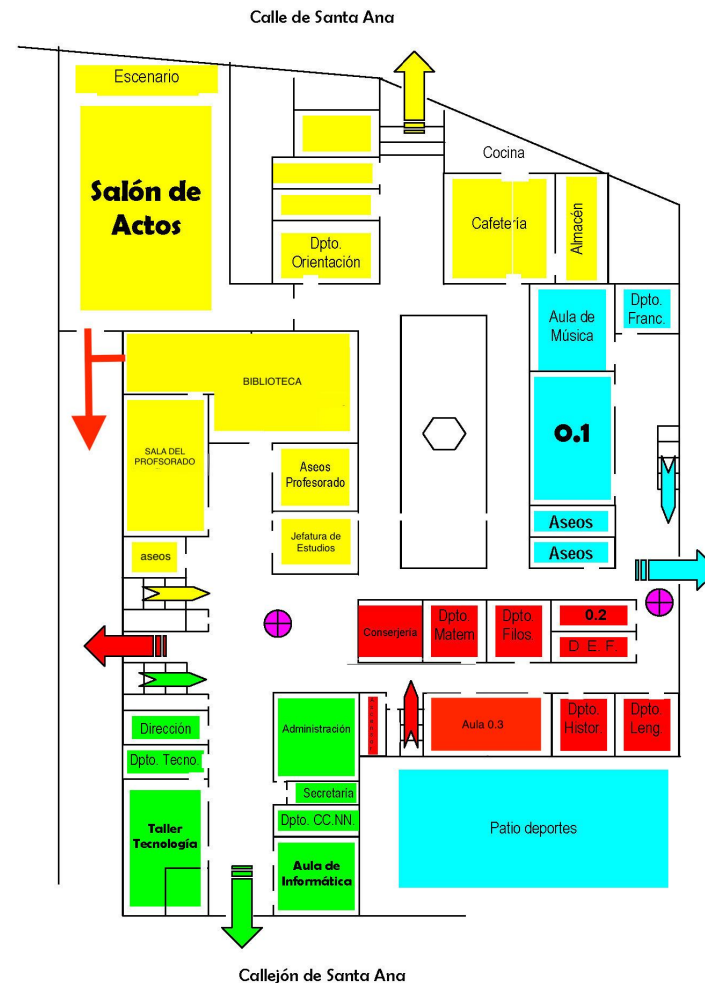 Calle de Santa Ana
Escenario
Salón de
Actos
Cocina
Dpto.
Orientación
Cafetería
Almacén
Aula de
Música
Dpto.
Franc.
BIBLIOTECA
0.1
SALA DEL
PROFSORADO
Aseos
Profesorado
Jefatura de
Estudios
Aseos
Aseos
aseos
Conserjería
Dpto.
Matem
Dpto.
Filos
0.2
D. E. F.
Dirección
Administración
Aula 0.3
Dpto.
Histor.
Dpto.
Leng.
Dpto. Tecno.
Secretaría
Dpto. CC.NN.
Taller
Tecnología
Aula de
Informática
Patio deportes
Callejón de Santa Ana